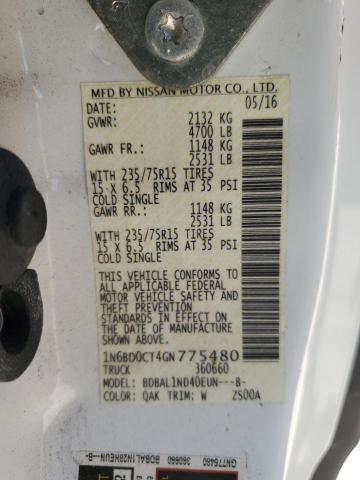 MFD BY NISSAN MOTOR CO., LTD.
DATE: 05/16
GVWR: 2132 KG
4700 LB
GAWR FR.: 1148 KG
2531 LB
WITH 235/75R15 TIRES
15 X 6.5 RIMS AT 35 PSI
COLD SINGLE
GAWR RR.: 1148 KG
2531 LB
WITH 235/75R15 TIRES
15 X 6.5 RIMS AT 35 PSI
COLD SINGLE
THIS VEHICLE CONFORMS TO
ALL APPLICABLE FEDERAL
MOTOR VEHICLE SAFETY AND
THEFT PREVENTION
STANDARDS IN EFFECT ON
THE DATE OF MANUFACTURE
SHOWN ABOVE.
1N6BD0CT4GN775480
TRUCK 360660
MODEL: BDBAL1ND40EUN---B-
COLOR: QAK TRIM: W ZS00A
GN775480 360660